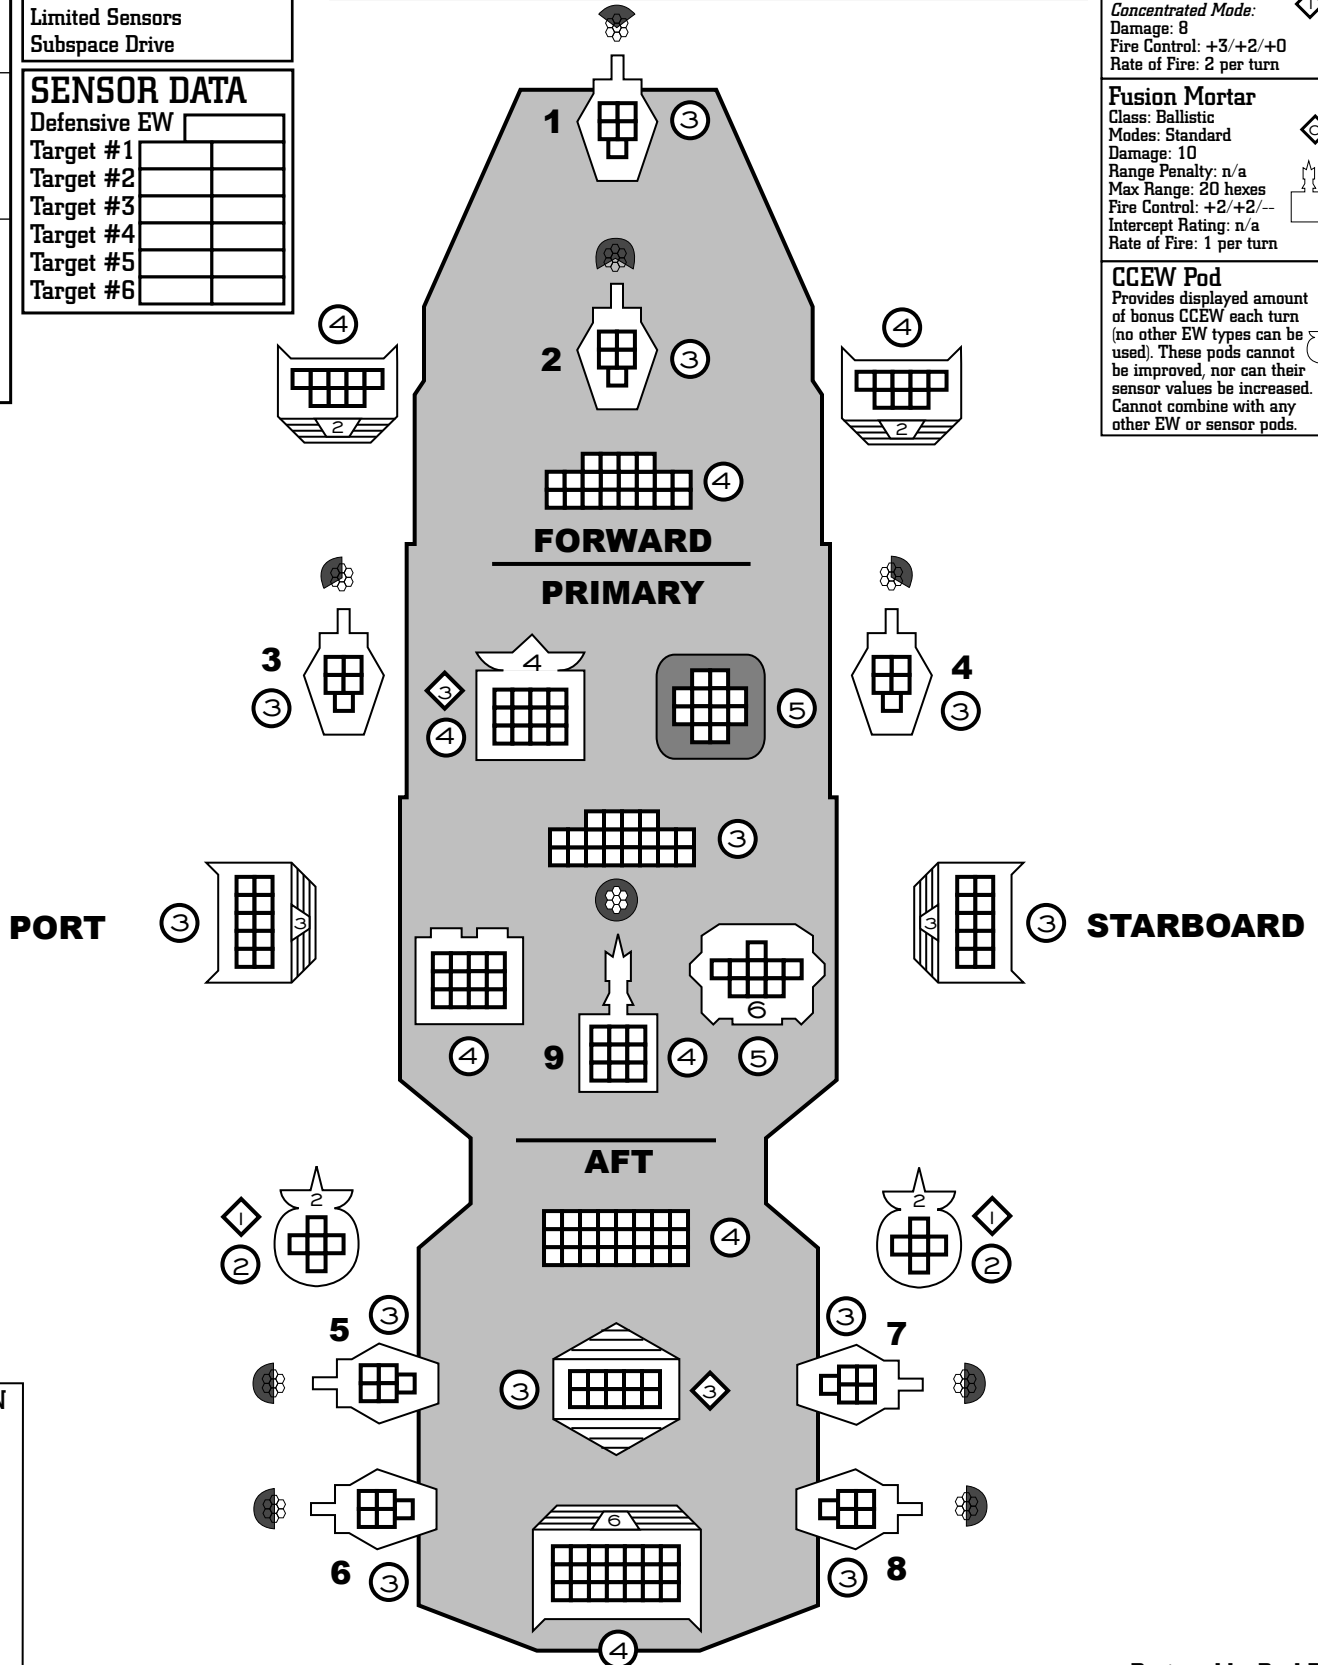 Limited Sensors
Subspace Drive
SENSOR DATA
Defensive EW
Target #1
Target #2
Target #3
Target #4
Target #5
Target #6
Concentrated Mode:
Damage: 8
Fire Control: +3/+2/+0
Rate of Fire: 2 per turn
Fusion Mortar
Class: Ballistic
Modes: Standard
Damage: 10
Range Penalty: n/a
Max Range: 20 hexes
Fire Control: +2/+2/--
Intercept Rating: n/a
Rate of Fire: 1 per turn
CCEW Pod
Provides displayed amount
of bonus CCEW each turn
(no other EW types can be
used). These pods cannot
be improved, nor can their
sensor values be increased.
Cannot combine with any
other EW or sensor pods.
1 3
2 3
4 4
2 2
4
FORWARD
PRIMARY
3 4 4
3 3 4 5 3
3
PORT 3 3 3 3 STARBOARD
6
4 9 4 5
AFT
2 2
1 1
2 4 2
5 3 3 7
3 3
6
6 3 3 8
4